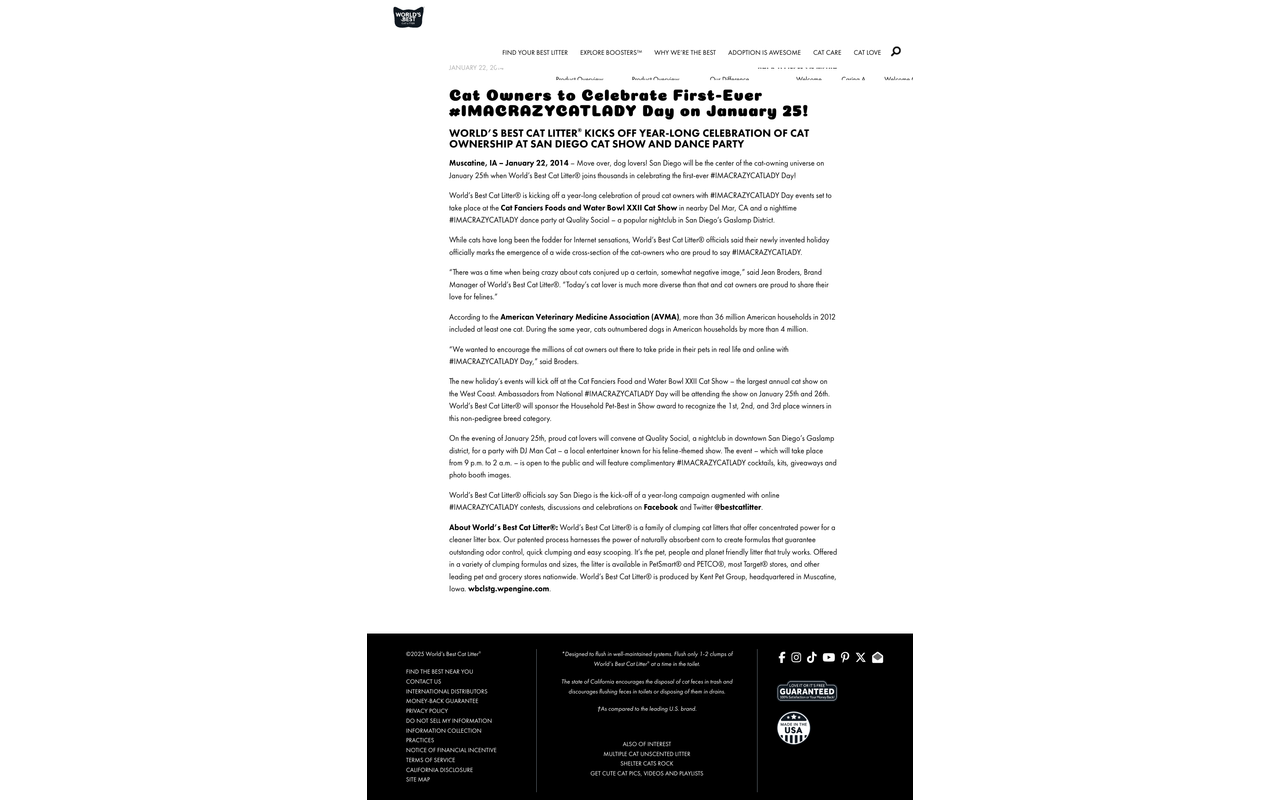 WORLD'S BEST
FIND YOUR BEST LITTER EXPLORE BOOSTERS™ WHY WE'RE THE BEST ADOPTION IS AWESOME CAT CARE CAT LOVE
JANUARY 22,
Product Overview Product Overview Our Difference Welcome Caring A Welcome
Cat Owners to Celebrate First-Ever
#IMACRAZYCATLADY Day on January 25!
WORLD'S BEST CAT LITTER® KICKS OFF YEAR-LONG CELEBRATION OF CAT
OWNERSHIP AT SAN DIEGO CAT SHOW AND DANCE PARTY
Muscatine, IA – January 22, 2014 – Move over, dog lovers! San Diego will be the center of the cat-owning universe on
January 25th when World's Best Cat Litter® joins thousands in celebrating the first-ever #IMACRAZYCATLADY Day!
World's Best Cat Litter® is kicking off a year-long celebration of proud cat owners with #IMACRAZYCATLADY Day events set to
take place at the Cat Fanciers Foods and Water Bowl XXII Cat Show in nearby Del Mar, CA and a nighttime
#IMACRAZYCATLADY dance party at Quality Social – a popular nightclub in San Diego's Gaslamp District.
While cats have long been the fodder for Internet sensations, World's Best Cat Litter® officials said their newly invented holiday
officially marks the emergence of a wide cross-section of the cat-owners who are proud to say #IMACRAZYCATLADY.
"There was a time when being crazy about cats conjured up a certain, somewhat negative image," said Jean Broders, Brand
Manager of World's Best Cat Litter®. "Today's cat lover is much more diverse than that and cat owners are proud to share their
love for felines."
According to the American Veterinary Medicine Association (AVMA), more than 36 million American households in 2012
included at least one cat. During the same year, cats outnumbered dogs in American households by more than 4 million.
"We wanted to encourage the millions of cat owners out there to take pride in their pets in real life and online with
#IMACRAZYCATLADY Day," said Broders.
The new holiday's events will kick off at the Cat Fanciers Food and Water Bowl XXII Cat Show – the largest annual cat show on
the West Coast. Ambassadors from National #IMACRAZYCATLADY Day will be attending the show on January 25th and 26th.
World's Best Cat Litter® will sponsor the Household Pet-Best in Show award to recognize the 1st, 2nd, and 3rd place winners in
this non-pedigree breed category.
On the evening of January 25th, proud cat lovers will convene at Quality Social, a nightclub in downtown San Diego's Gaslamp
district, for a party with DJ Man Cat – a local entertainer known for his feline-themed show. The event – which will take place
from 9 p.m. to 2 a.m. – is open to the public and will feature complimentary #IMACRAZYCATLADY cocktails, kits, giveaways and
photo booth images.
World's Best Cat Litter® officials say San Diego is the kick-off of a year-long campaign augmented with online
#IMACRAZYCATLADY contests, discussions and celebrations on Facebook and Twitter @bestcatlitter.
About World's Best Cat Litter®: World's Best Cat Litter® is a family of clumping cat litters that offer concentrated power for a
cleaner litter box. Our patented process harnesses the power of naturally absorbent corn to create formulas that guarantee
outstanding odor control, quick clumping and easy scooping. It's the pet, people and planet friendly litter that truly works. Offered
in a variety of clumping formulas and sizes, the litter is available in PetSmart® and PETCO®, most Target® stores, and other
leading pet and grocery stores nationwide. World's Best Cat Litter® is produced by Kent Pet Group, headquartered in Muscatine,
Iowa. wbclstg.wpengine.com.
©2025 World's Best Cat Litter®
FIND THE BEST NEAR YOU
CONTACT US
INTERNATIONAL DISTRIBUTORS
MONEY-BACK GUARANTEE
PRIVACY POLICY
DO NOT SELL MY INFORMATION
INFORMATION COLLECTION
PRACTICES
NOTICE OF FINANCIAL INCENTIVE
TERMS OF SERVICE
CALIFORNIA DISCLOSURE
SITE MAP
*Designed to flush in well-maintained systems. Flush only 1-2 clumps of
World's Best Cat Litter® at a time in the toilet.
The state of California encourages the disposal of cat feces in trash and
discourages flushing feces in toilets or disposing of them in drains.
†As compared to the leading U.S. brand.
ALSO OF INTEREST
MULTIPLE CAT UNSCENTED LITTER
SHELTER CATS ROCK
GET CUTE CAT PICS, VIDEOS AND PLAYLISTS
LOVE IT OR IT'S FREE
GUARANTEED
100% Satisfaction or Your Money Back
MADE IN THE
USA